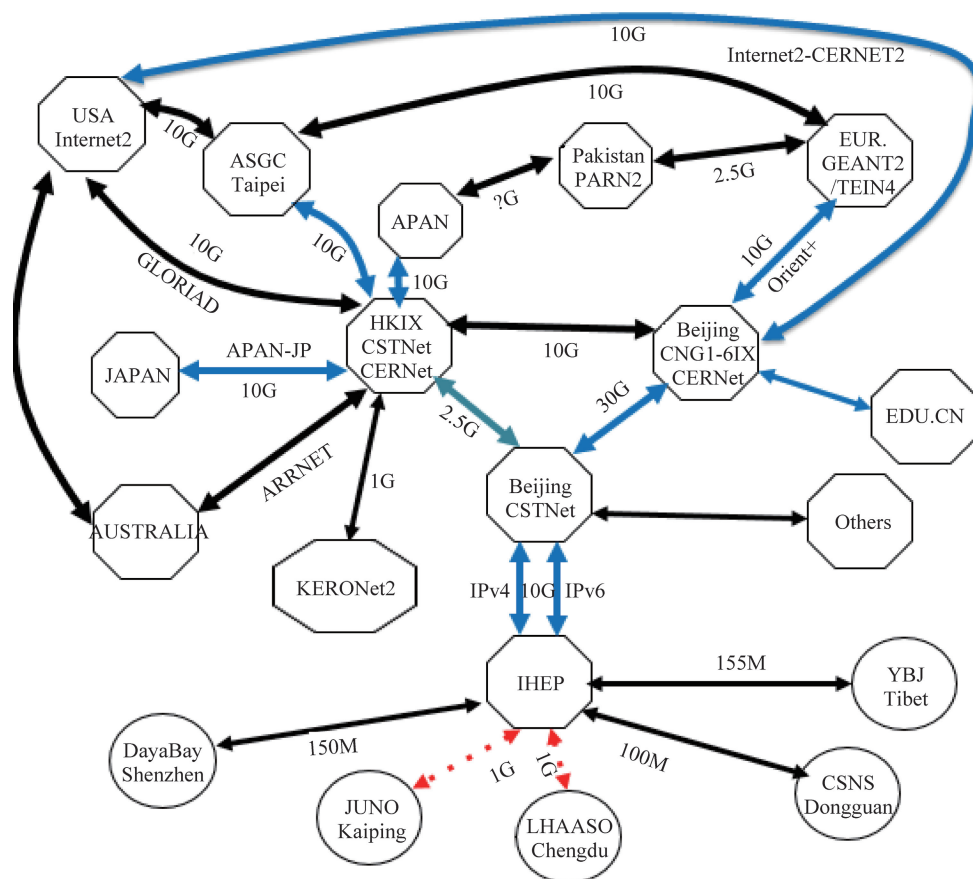 10G
Internet2-CERNET2
USA
Internet2
10G
10G
ASGC
Taipei
Pakistan
PARN2
2.5G
EUR.
GEANT2
/TEIN4
?G
APAN
10G
10G
10G
GLORIAD
10G
Orient+
HKIX
CSTNet
CERNet
10G
Beijing
CNG1-6IX
CERNet
JAPAN
APAN-JP
10G
2.5G
30G
EDU.CN
ARRNET
1G
AUSTRALIA
Beijing
CSTNet
Others
KERONet2
IPv4
10G
IPv6
IHEP
155M
YBJ
Tibet
DayaBay
Shenzhen
150M
1G
1G
100M
JUNO
Kaiping
LHAASO
Chengdu
CSNS
Dongguan